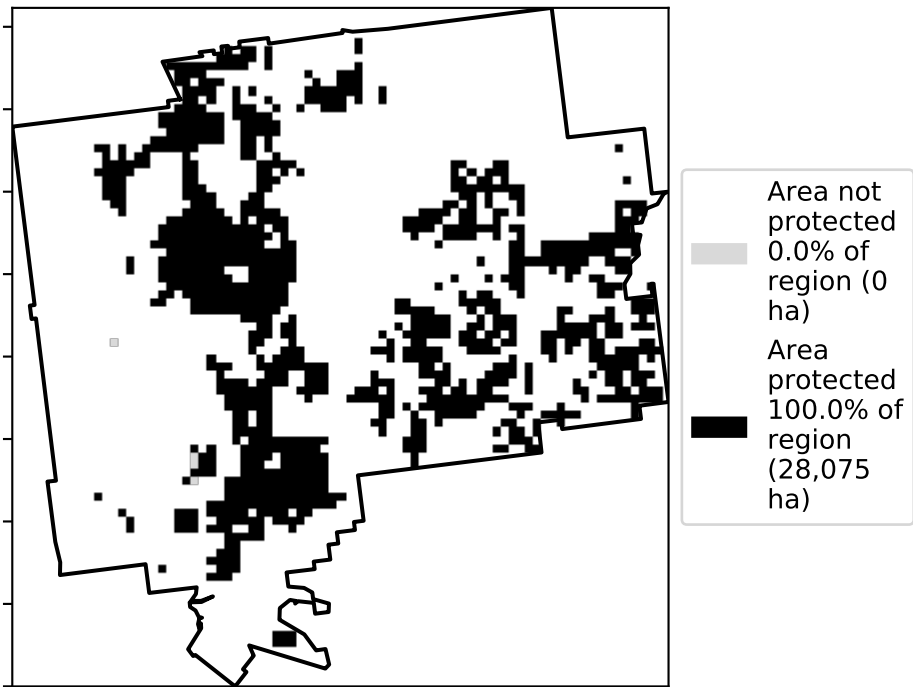 Area not
protected
0.0% of
region (0
ha)
Area
protected
100.0% of
region
(28,075
ha)